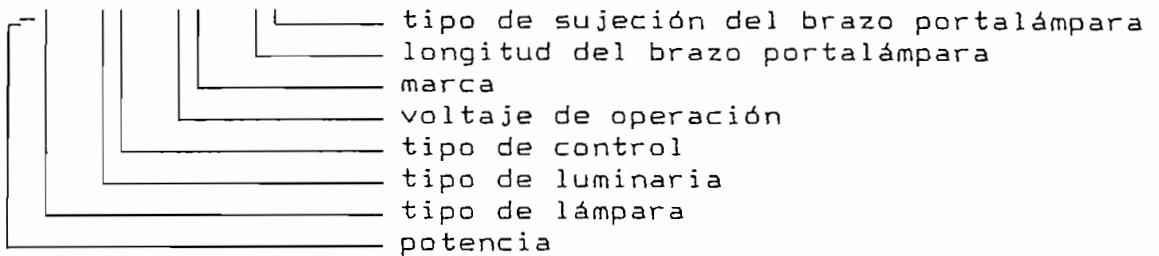 tipo de sujeción del brazo portalámpara
longitud del brazo portalámpara
marca
voltaje de operación
tipo de control
tipo de luminaria
tipo de lámpara
potencia